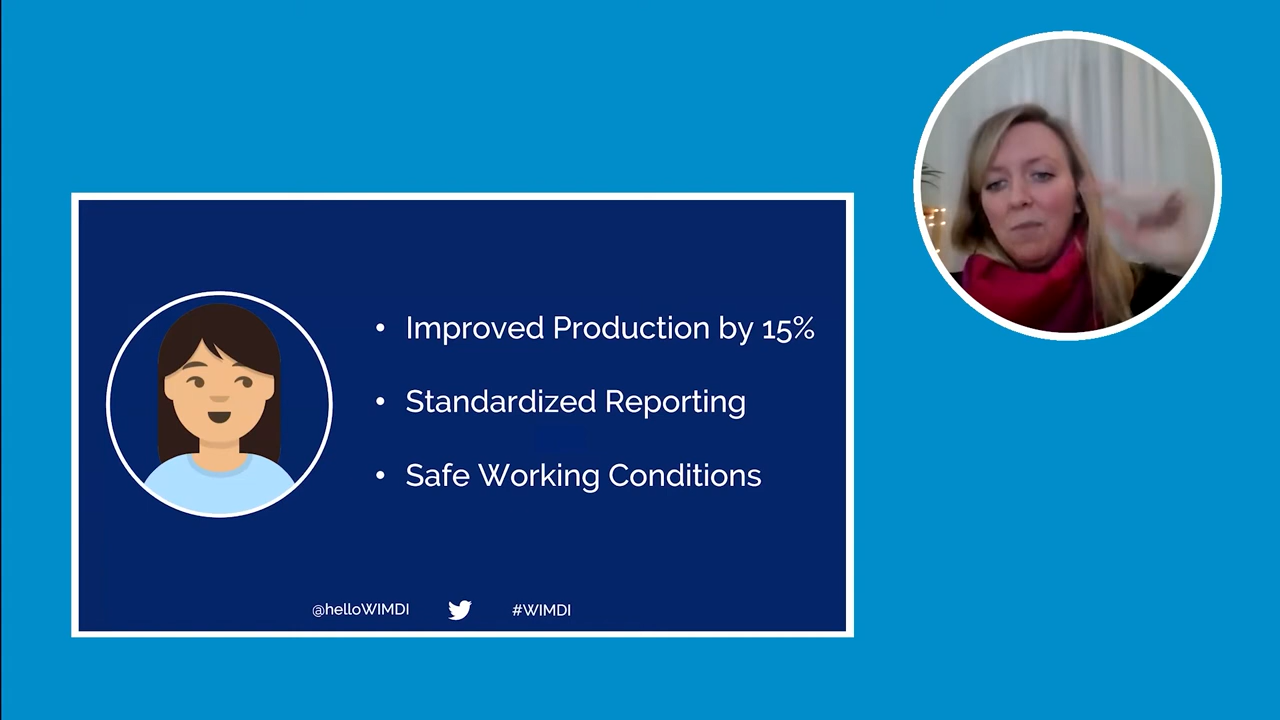 • Improved Production by 15%
• Standardized Reporting
• Safe Working Conditions
@helloWIMDI #WIMDI